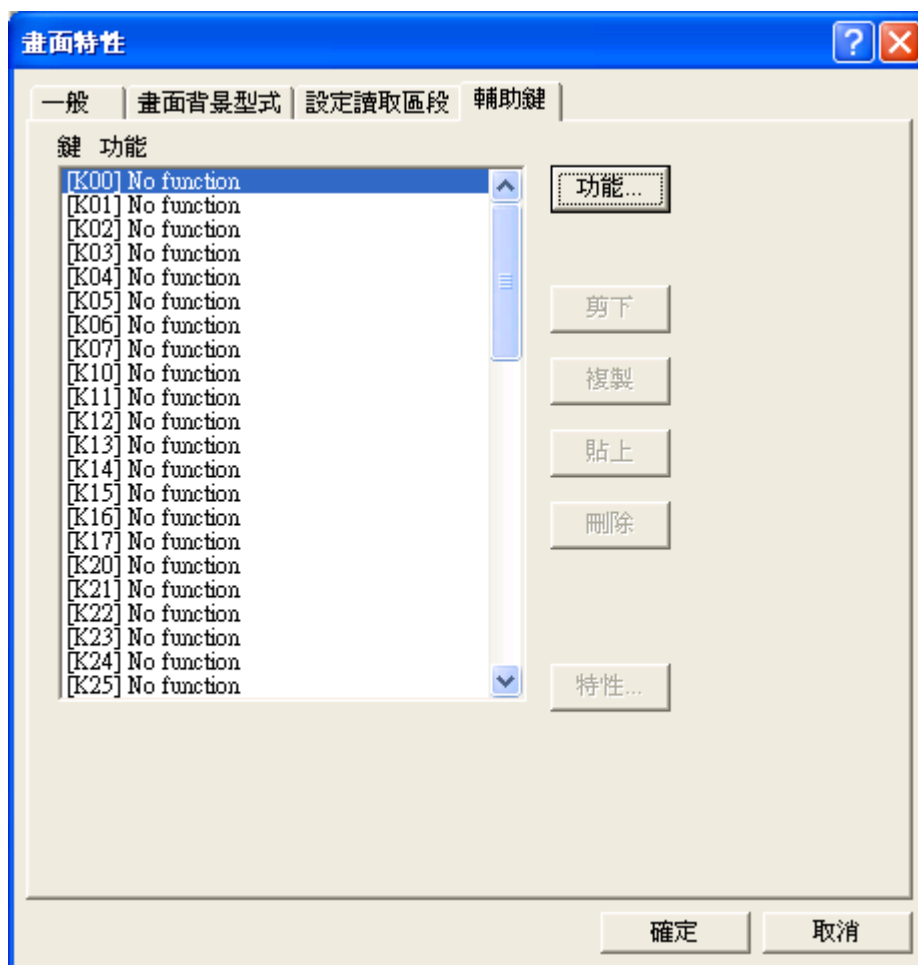 畫面特性
一般 畫面背景型式 設定讀取區段 輔助鍵
鍵 功能
[K00] No function
[K01] No function
[K02] No function
[K03] No function
[K04] No function
[K05] No function
[K06] No function
[K07] No function
[K10] No function
[K11] No function
[K12] No function
[K13] No function
[K14] No function
[K15] No function
[K16] No function
[K17] No function
[K20] No function
[K21] No function
[K22] No function
[K23] No function
[K24] No function
[K25] No function
功能...
剪下
複製
貼上
刪除
特性...
確定 取消